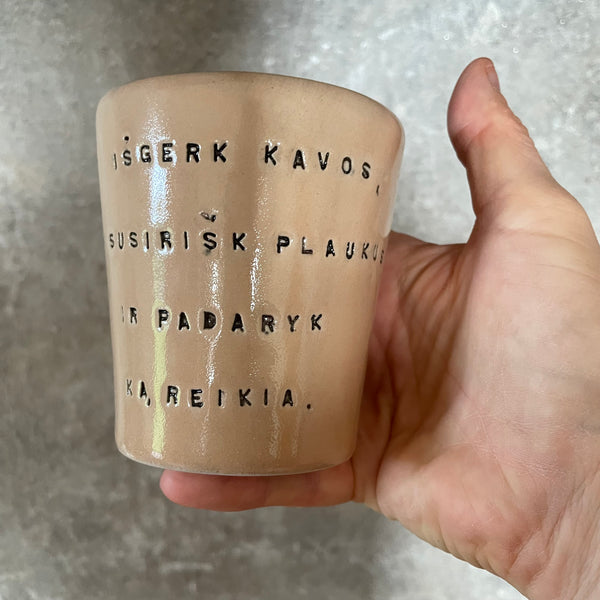 IŠGERK KAVOS,
SUSIRIŠK PLAUKUS
IR PADARYK
KĄ REIKIA.